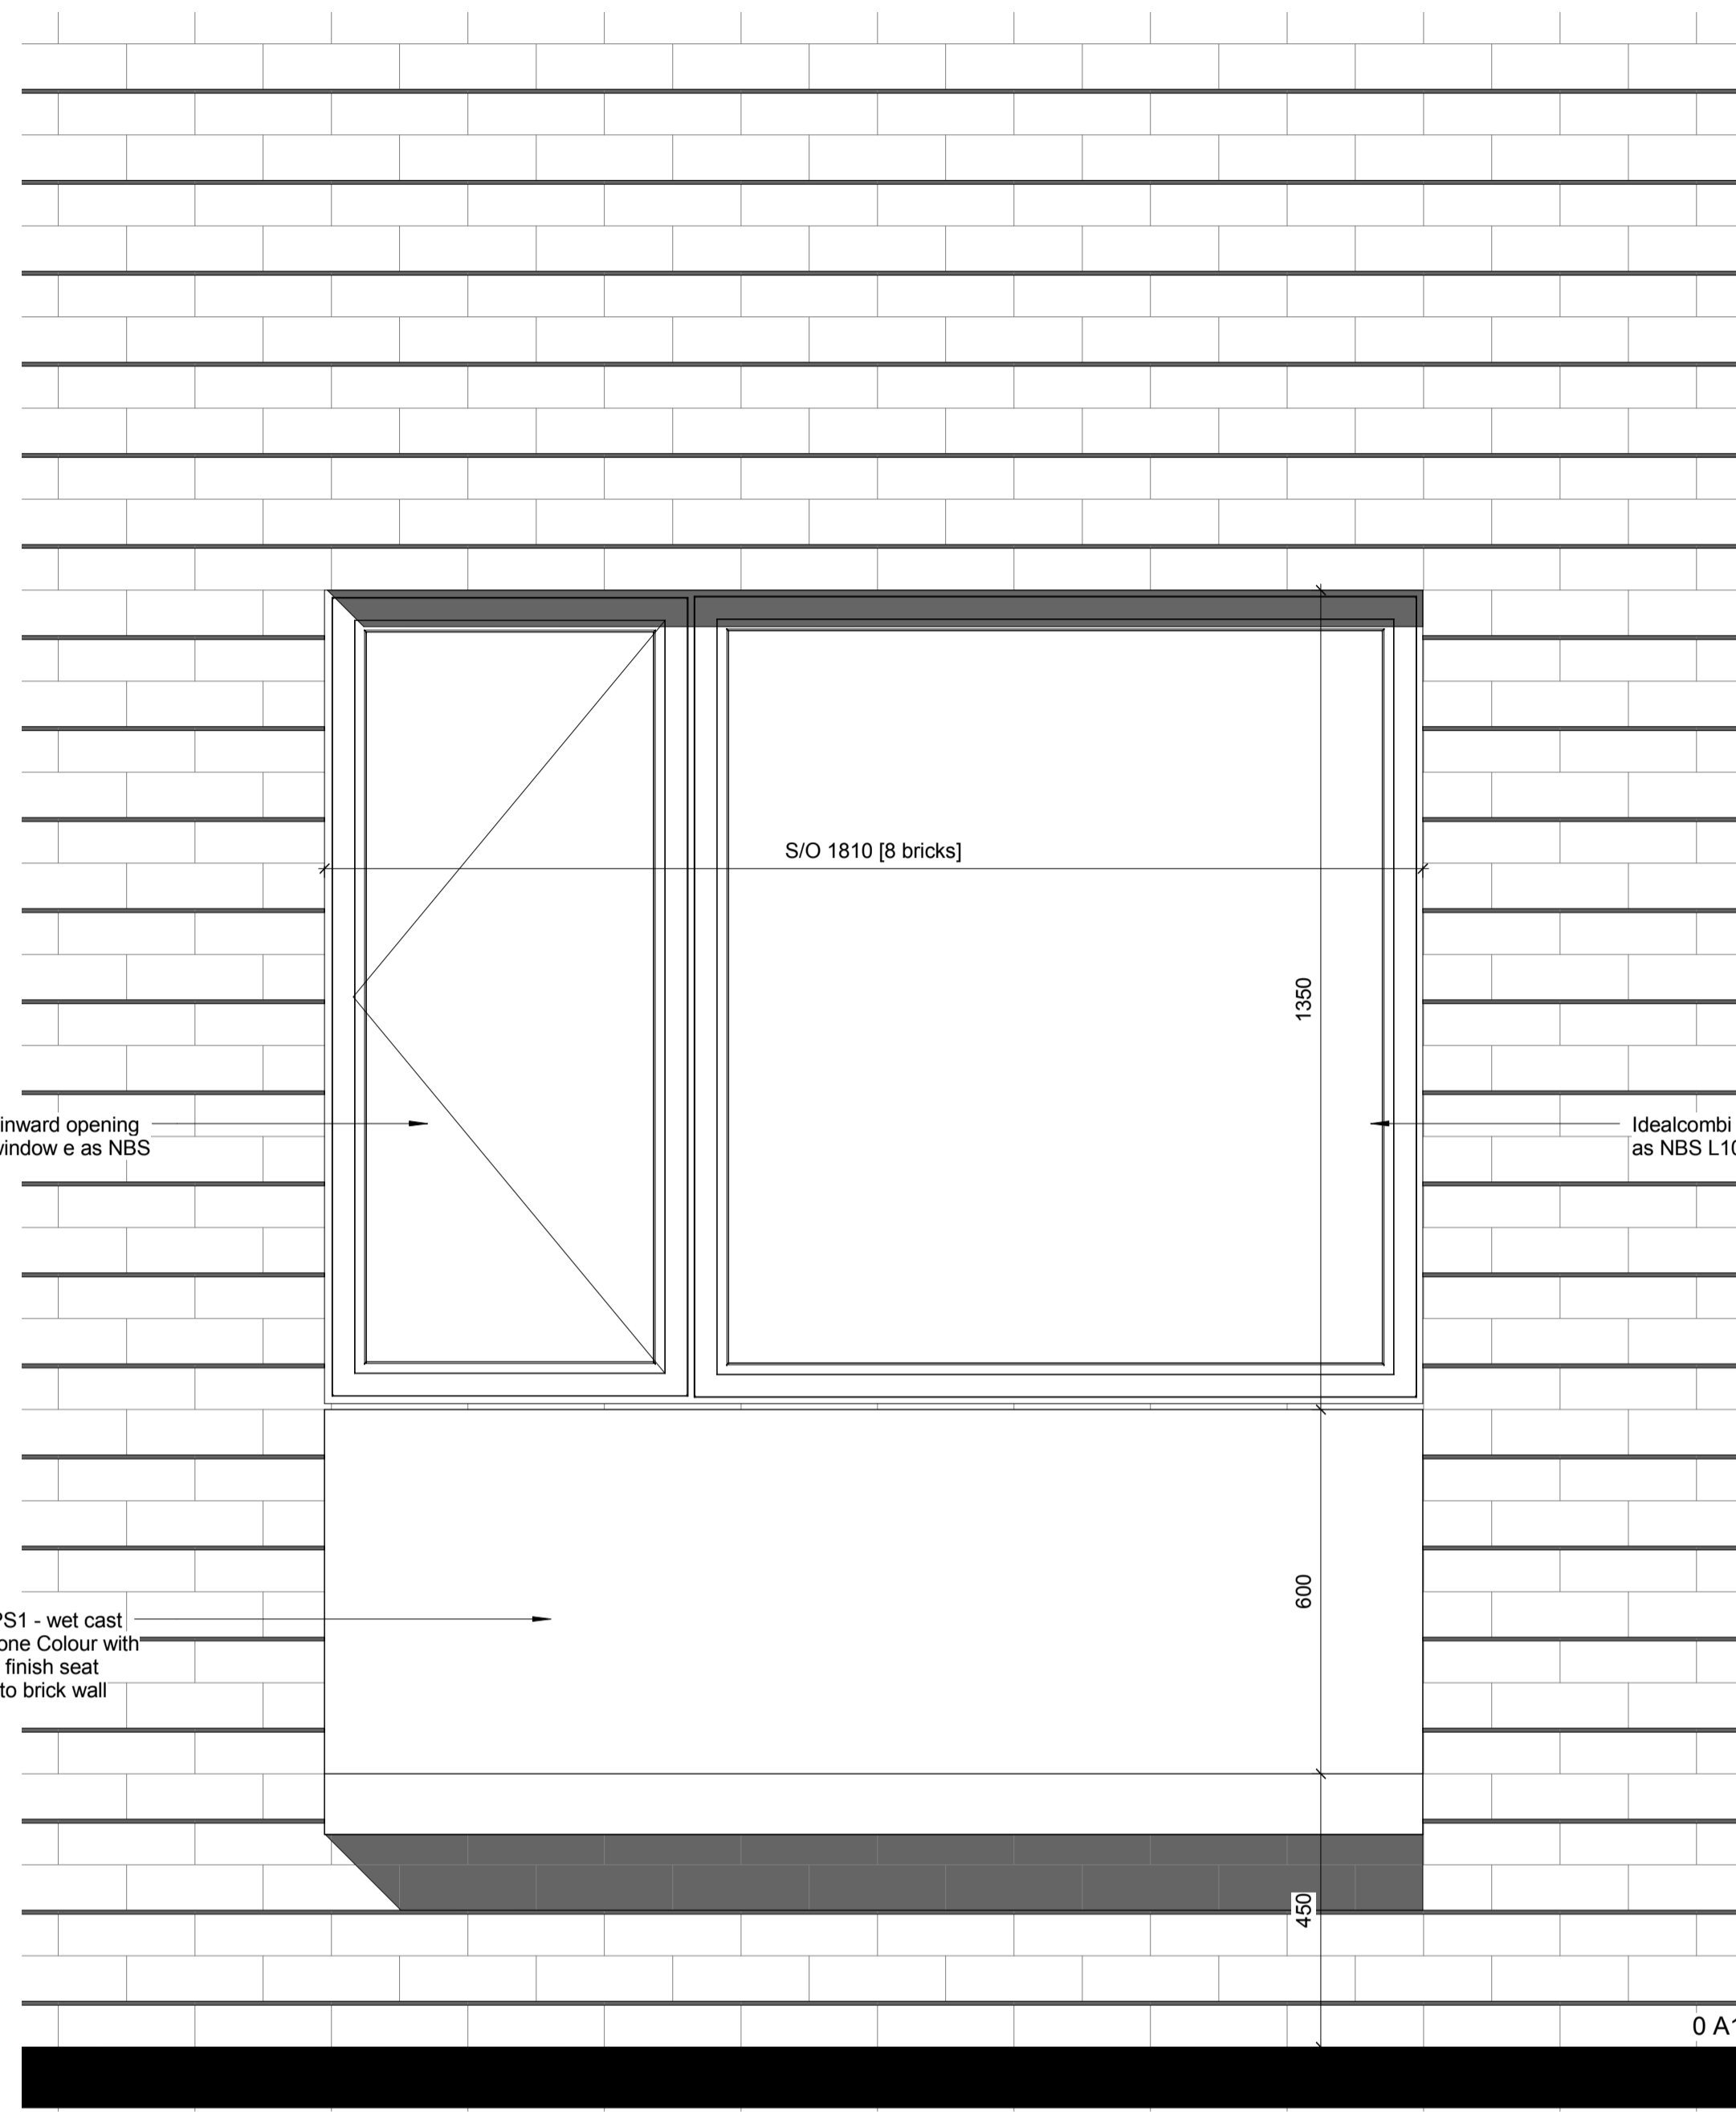 S/O 1810 [8 bricks]
1350
inward opening
window e as NBS
Idealcombi
as NBS L10
600
PS1 - wet cast
one Colour with
finish seat
to brick wall
450
0 A1